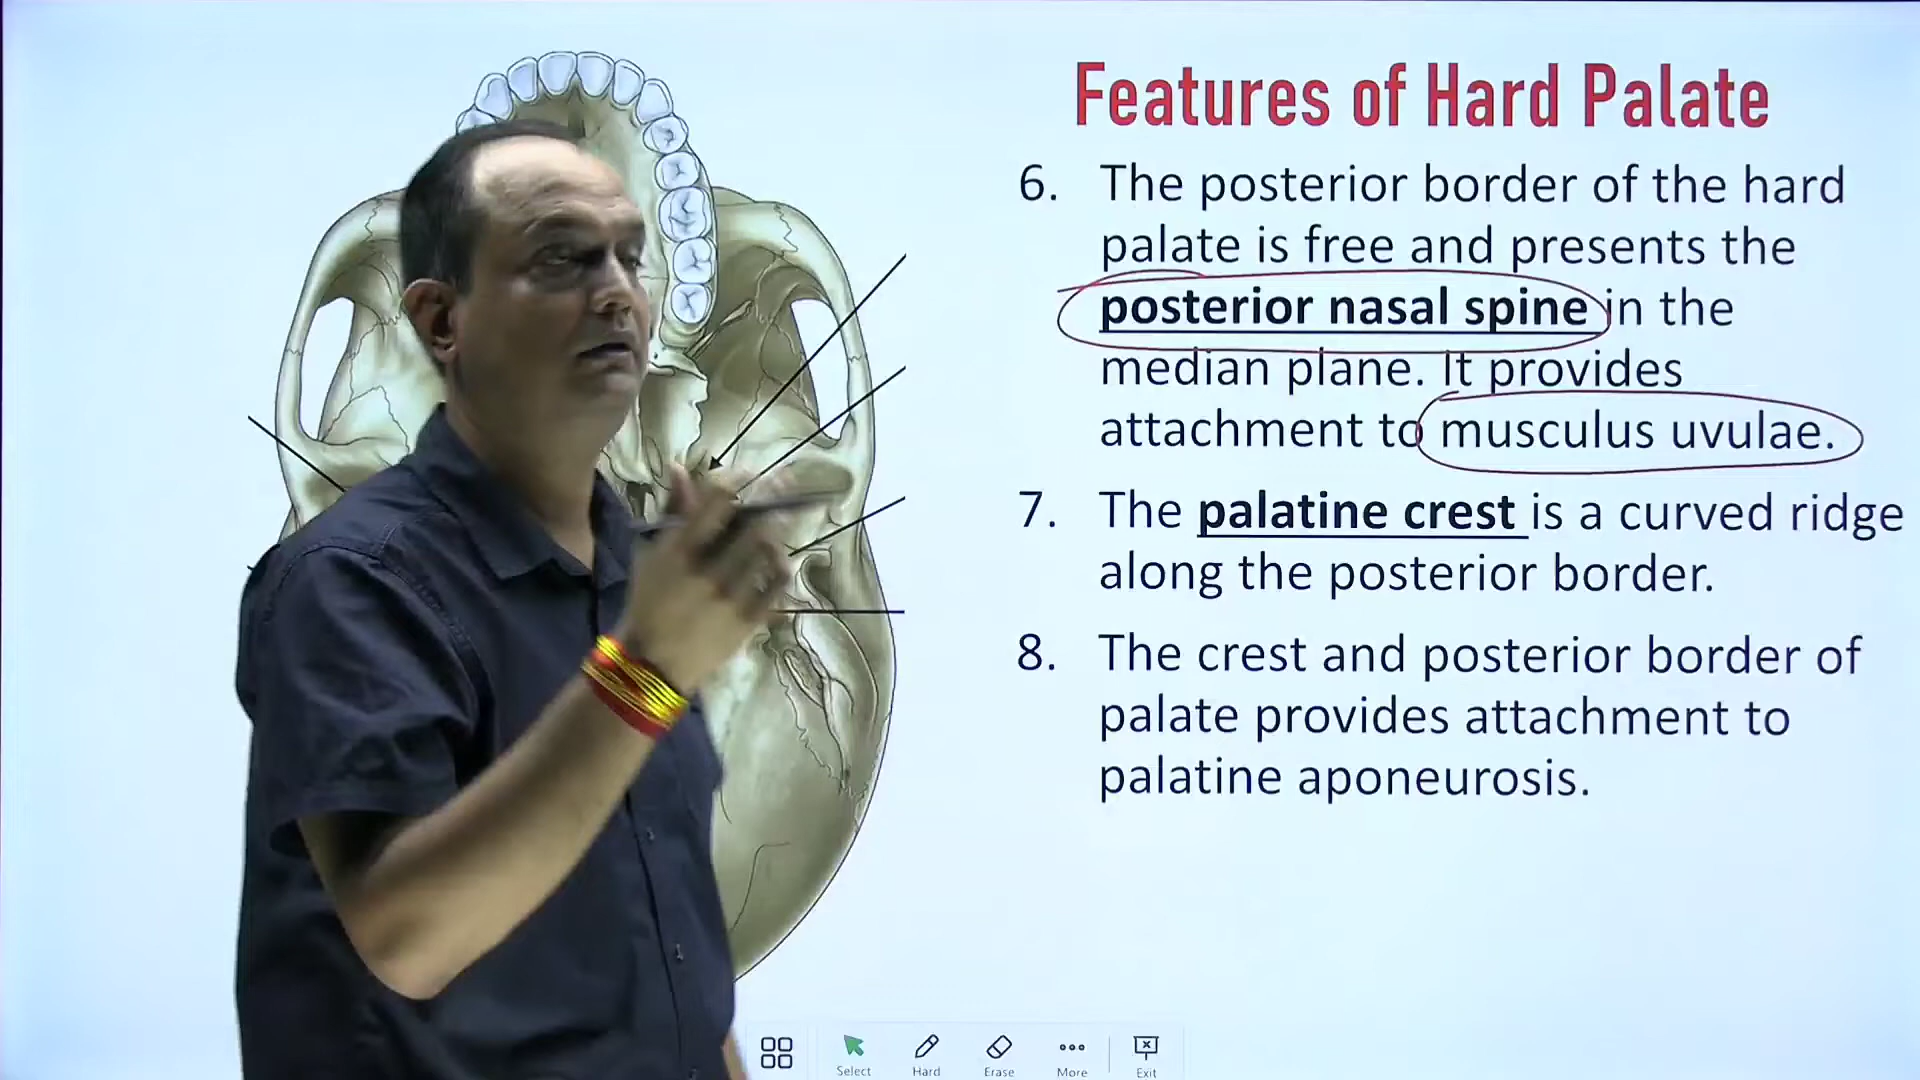 Features of Hard Palate
6. The posterior border of the hard
palate is free and presents the
posterior nasal spine in the
median plane. It provides
attachment to musculus uvulae.
7. The palatine crest is a curved ridge
along the posterior border.
8. The crest and posterior border of
palate provides attachment to
palatine aponeurosis.
Select Hard Erase More Exit